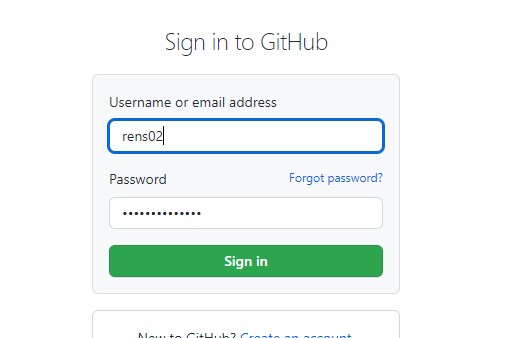 Sign in to GitHub
Username or email address
rens02
Password Forgot password?
••••••••••••••
Sign in
New to GitHub? Create an account